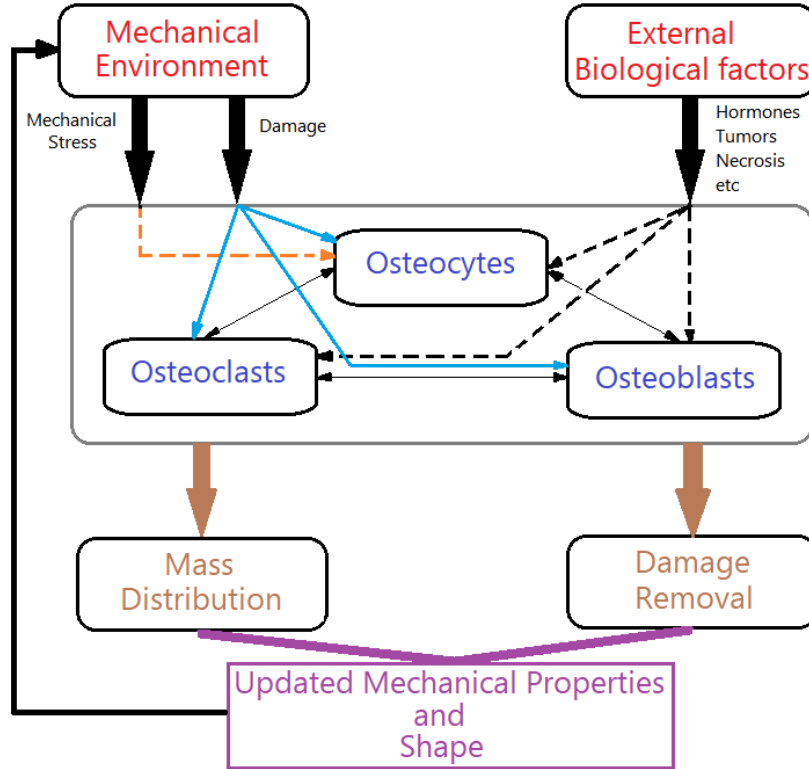 Mechanical
Environment
External
Biological factors
Mechanical
Stress
Damage
Hormones
Tumors
Necrosis
etc
Osteocytes
Osteoclasts
Osteoblasts
Mass
Distribution
Damage
Removal
Updated Mechanical Properties
and
Shape